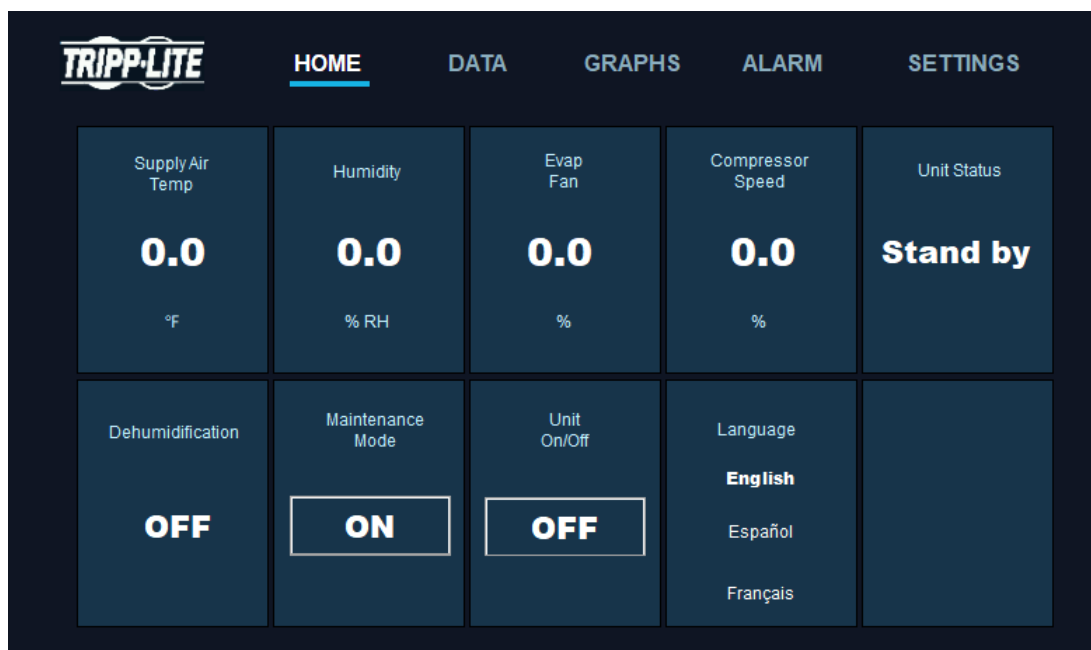 TRIPP·LITE
HOME DATA GRAPHS ALARM SETTINGS
Supply Air
Temp
0.0
°F
Humidity
0.0
% RH
Evap
Fan
0.0
%
Compressor
Speed
0.0
%
Unit Status
Stand by
Dehumidification
OFF
Maintenance
Mode
ON
Unit
On/Off
OFF
Language
English
Español
Français